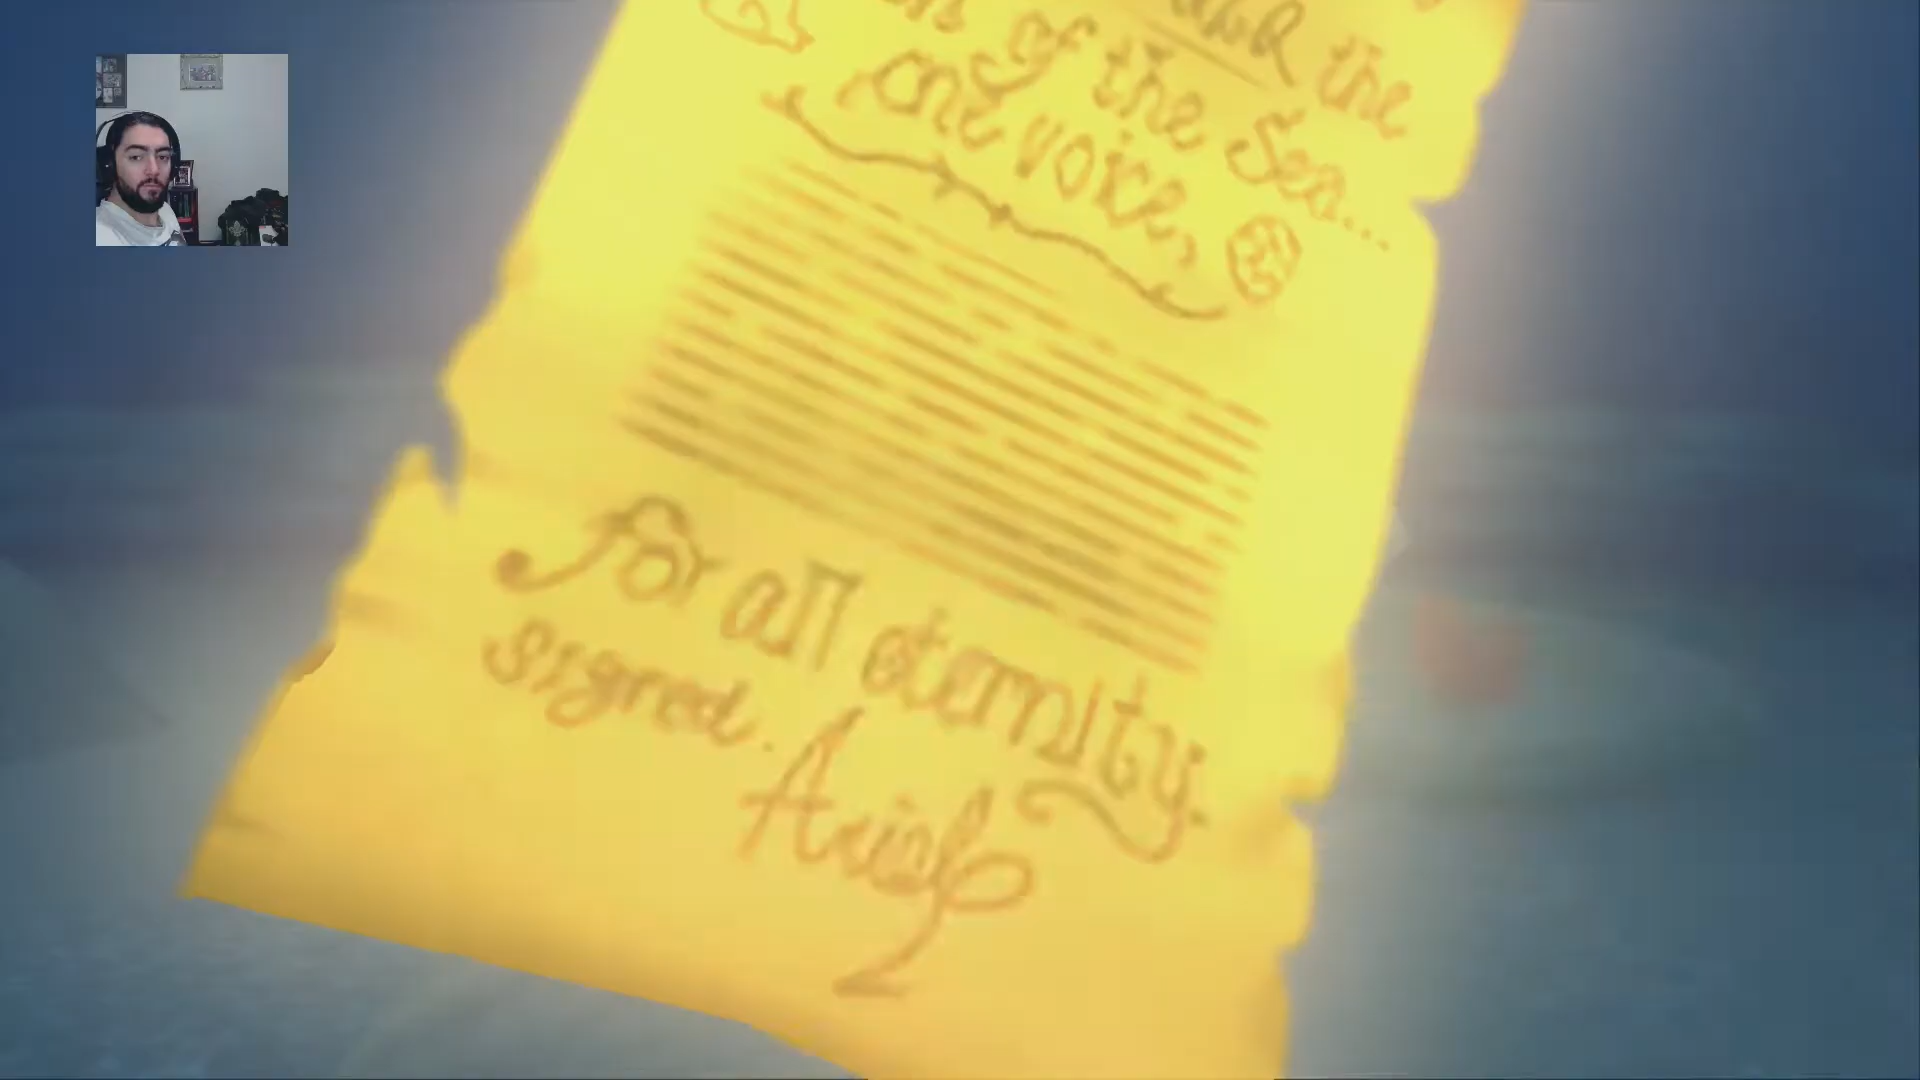 the
of the Sea...
one voice,
for all eternity.
signed. Ariel